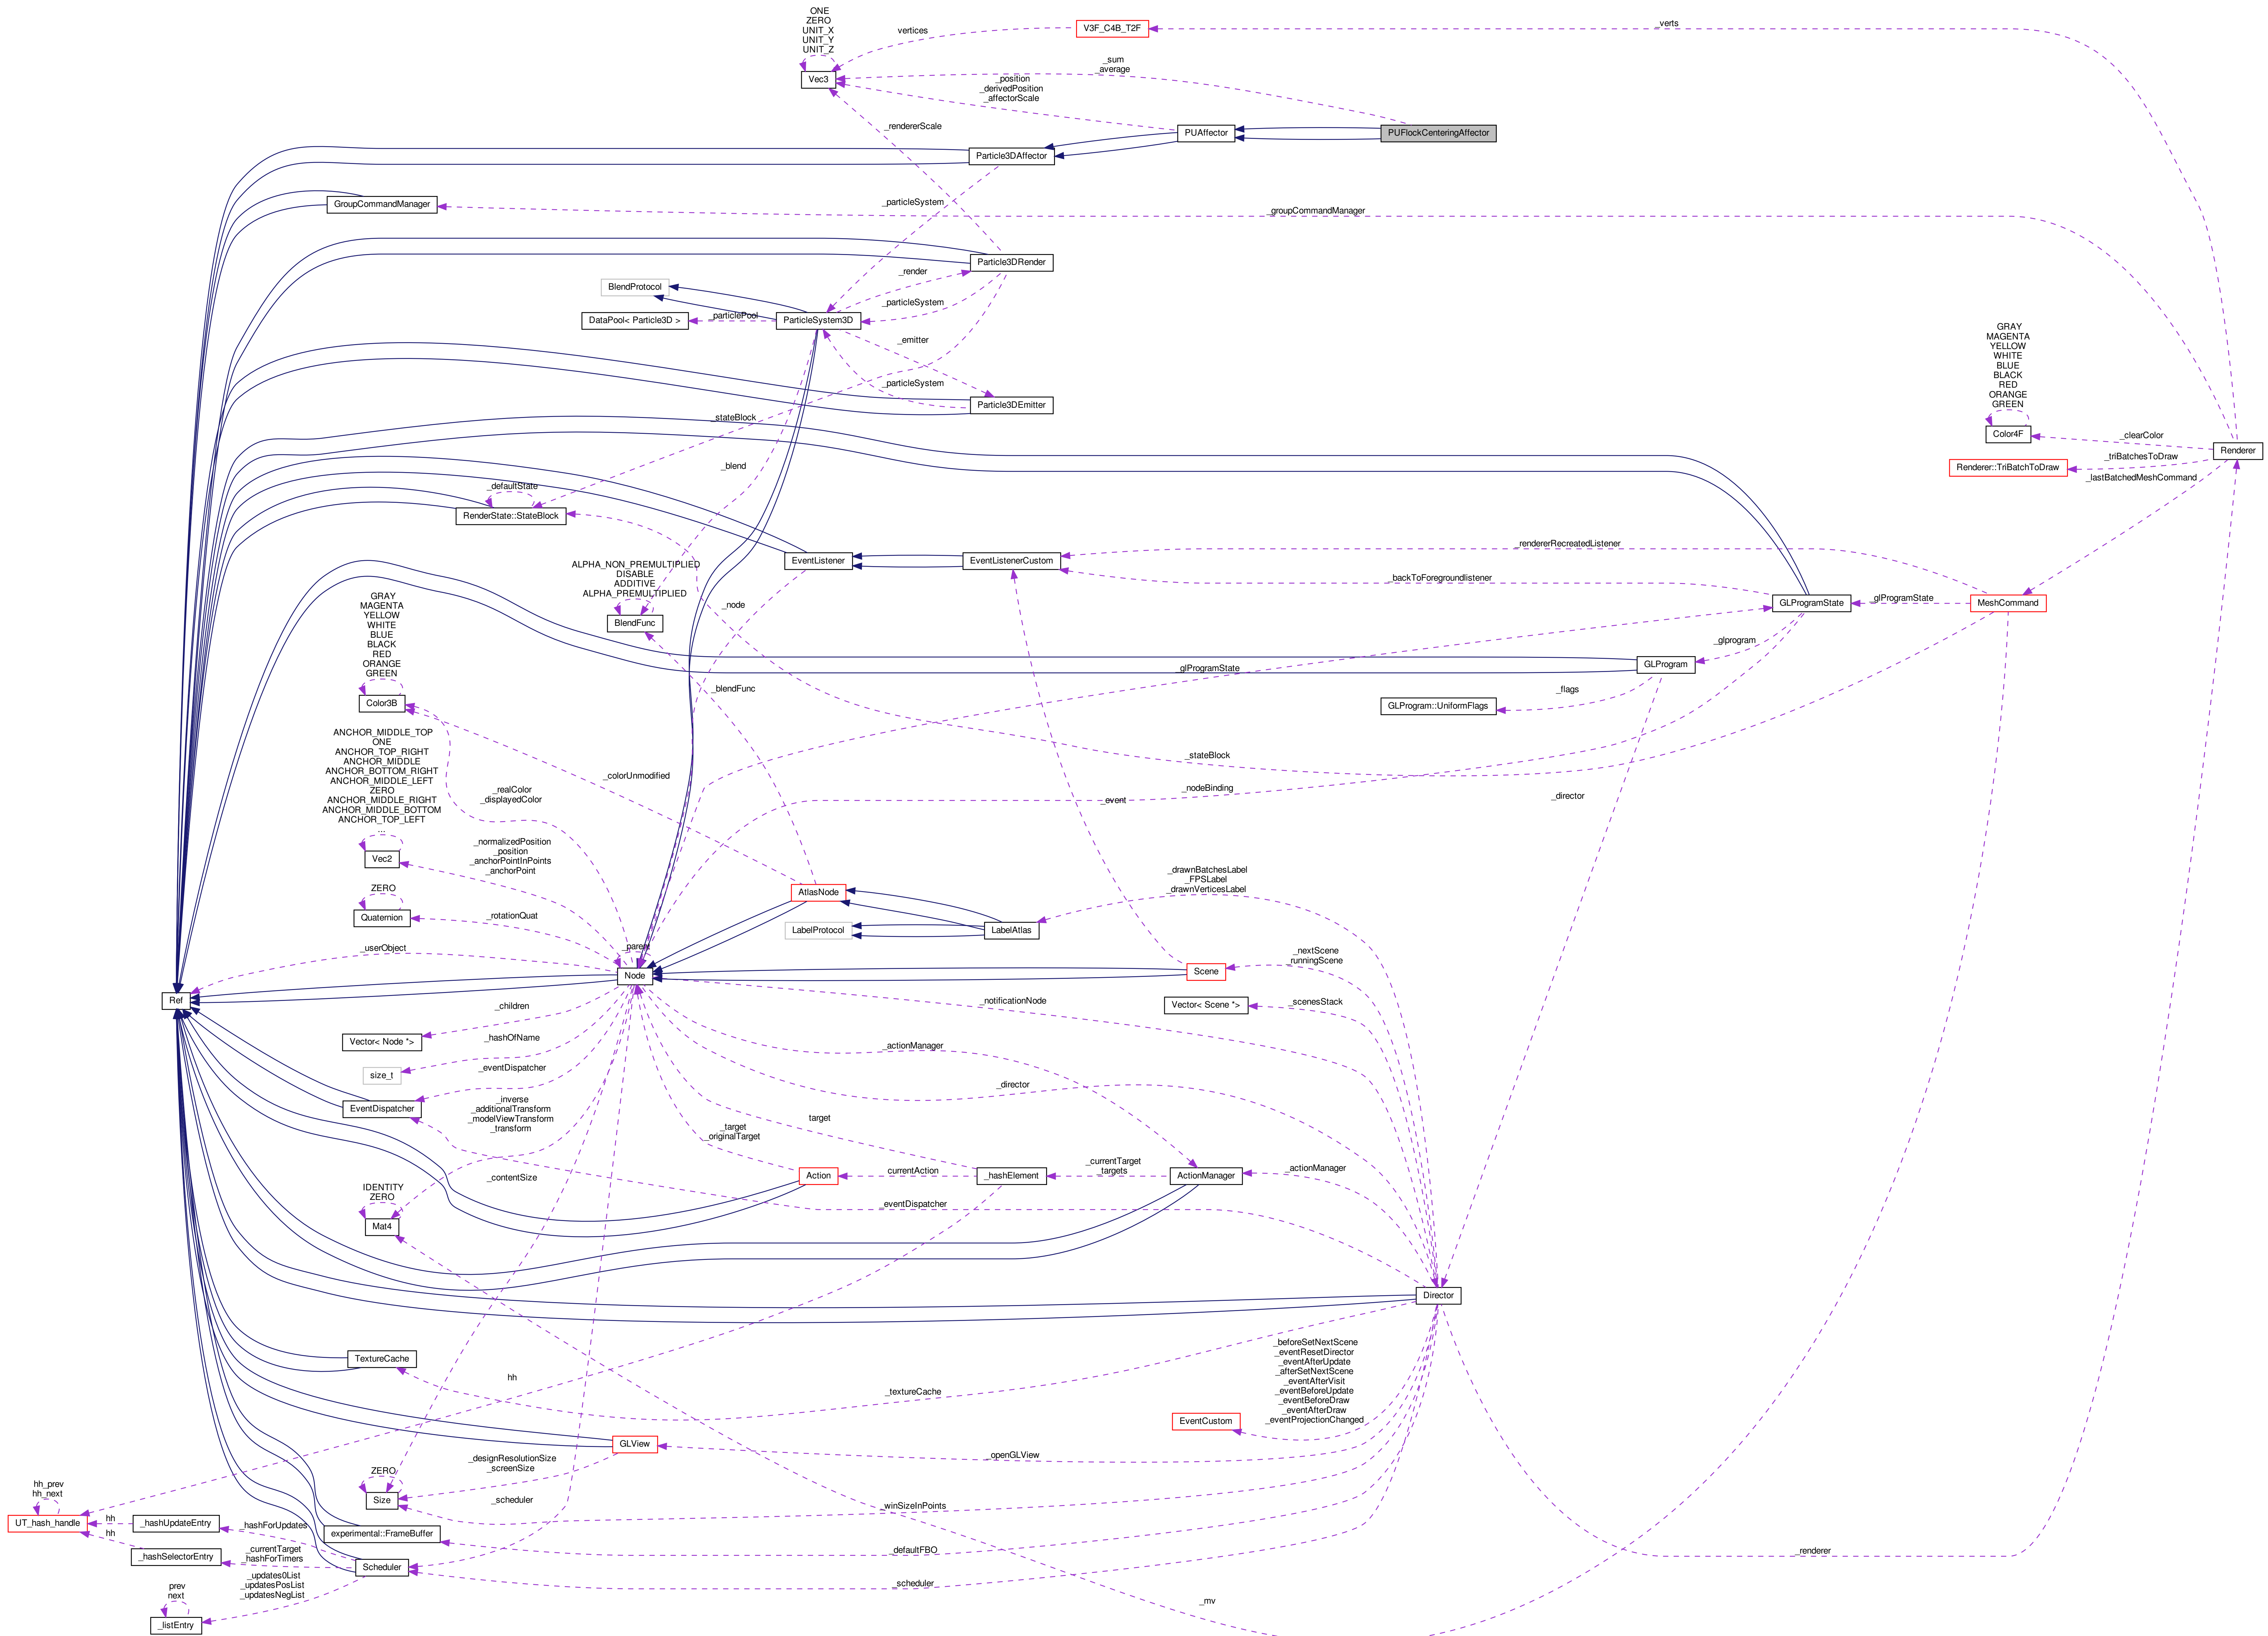 ONE
ZERO
UNIT_X
UNIT_Y
UNIT_Z
Vec3
vertices
V3F_C4B_T2F
_verts
_sum
_average
_position
_derivedPosition
_affectorScale
_rendererScale
PUAffector
PUFlockCenteringAffector
Particle3DAffector
GroupCommandManager
_particleSystem
_groupCommandManager
Particle3DRender
BlendProtocol
_render
_particleSystem
DataPool< Particle3D >
_particlePool
ParticleSystem3D
_emitter
_particleSystem
Particle3DEmitter
GRAY
MAGENTA
YELLOW
WHITE
BLUE
BLACK
RED
ORANGE
GREEN
Color4F
_clearColor
Renderer
_triBatchesToDraw
Renderer::TriBatchToDraw
_lastBatchedMeshCommand
_stateBlock
_blend
_defaultState
RenderState::StateBlock
EventListener
EventListenerCustom
_rendererRecreatedListener
_backToForegroundlistener
ALPHA_NON_PREMULTIPLIED
DISABLE
ADDITIVE
ALPHA_PREMULTIPLIED
BlendFunc
_node
GLProgramState
_glProgramState
MeshCommand
GRAY
MAGENTA
YELLOW
WHITE
BLUE
BLACK
RED
ORANGE
GREEN
Color3B
_glProgramState
_glprogram
GLProgram
_flags
GLProgram::UniformFlags
_blendFunc
_stateBlock
ANCHOR_MIDDLE_TOP
ONE
ANCHOR_TOP_RIGHT
ANCHOR_MIDDLE
ANCHOR_BOTTOM_RIGHT
ANCHOR_MIDDLE_LEFT
ZERO
ANCHOR_MIDDLE_RIGHT
ANCHOR_MIDDLE_BOTTOM
ANCHOR_TOP_LEFT
...
Vec2
_colorUnmodified
_realColor
_displayedColor
_nodeBinding
_event
_director
_normalizedPosition
_position
_anchorPointInPoints
_anchorPoint
ZERO
Quaternion
_rotationQuat
AtlasNode
LabelProtocol
LabelAtlas
_drawnBatchesLabel
_FPSLabel
_drawnVerticesLabel
_userObject
_parent
Node
Ref
Scene
_nextScene
_runningScene
_notificationNode
Vector< Scene *>
_scenesStack
_children
Vector< Node *>
_hashOfName
size_t
_eventDispatcher
EventDispatcher
_actionManager
_director
_inverse
_additionalTransform
_modelViewTransform
_transform
target
_target
_originalTarget
Action
currentAction
_hashElement
_currentTarget
_targets
ActionManager
_actionManager
IDENTITY
ZERO
Mat4
_contentSize
_eventDispatcher
Director
TextureCache
hh
_textureCache
_beforeSetNextScene
_eventResetDirector
_eventAfterUpdate
_afterSetNextScene
_eventAfterVisit
_eventBeforeUpdate
_eventBeforeDraw
_eventAfterDraw
_eventProjectionChanged
EventCustom
GLView
_openGLView
_designResolutionSize
_screenSize
ZERO
Size
_scheduler
_winSizeInPoints
hh_prev
hh_next
UT_hash_handle
hh
hh
_hashUpdateEntry
_hashForUpdates
experimental::FrameBuffer
_defaultFBO
_renderer
_hashSelectorEntry
_currentTarget
_hashForTimers
Scheduler
_scheduler
_updates0List
_updatesPosList
_updatesNegList
prev
next
_listEntry
_mv